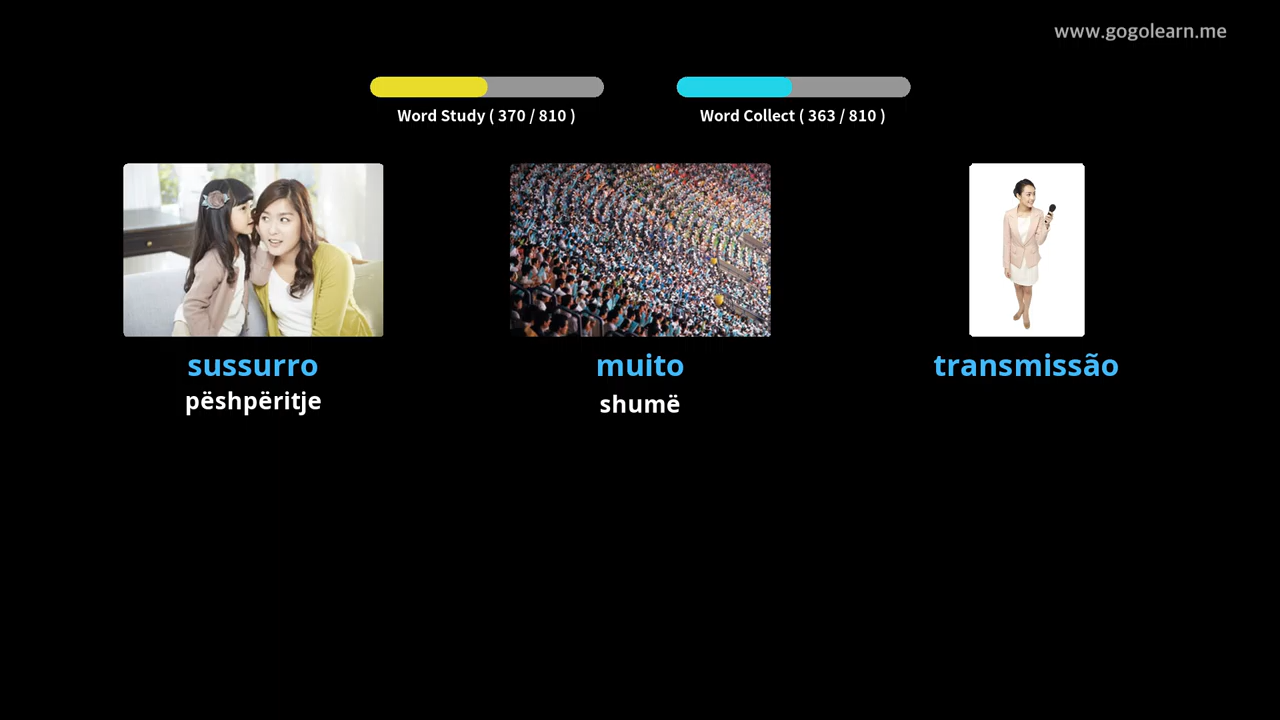 www.gogolearn.me
Word Study ( 370 / 810 )
Word Collect ( 363 / 810 )
sussurro
pëshpëritje
muito
shumë
transmissão